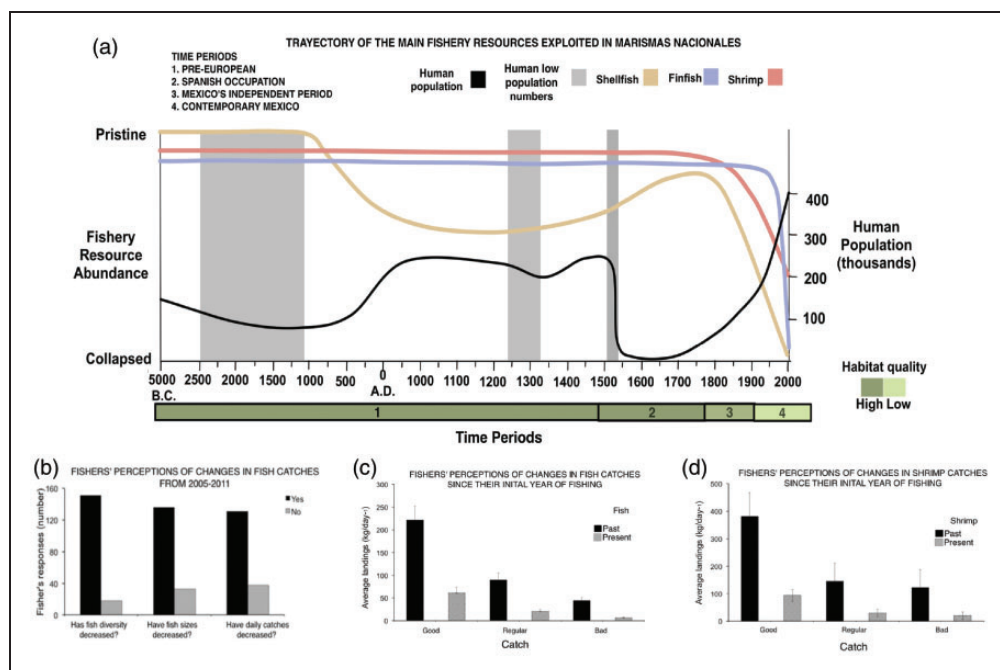 (a)
TRAYECTORY OF THE MAIN FISHERY RESOURCES EXPLOITED IN MARISMAS NACIONALES
TIME PERIODS
1. PRE-EUROPEAN
2. SPANISH OCCUPATION
3. MEXICO'S INDEPENDENT PERIOD
4. CONTEMPORARY MEXICO
Human
population
Human low
population
numbers
Shellfish
Finfish
Shrimp
Pristine
Fishery
Resource
Abundance
Collapsed
400
300
200
100
Human
Population
(thousands)
5000 2500 2000 1500 1000 500 0 1000 1100 1200 1300 1400 1500 1600 1700 1800 1900 2000
B.C. A.D.
1 2 3 4
Time Periods
Habitat quality
High Low
(b)
FISHERS' PERCEPTIONS OF CHANGES IN FISH CATCHES
FROM 2005-2011
Fisher's responses (number)
160
120
80
40
0
Yes
No
Has fish diversity
decreased?
Have fish sizes
decreased?
Have daily catches
decreased?
(c)
FISHERS' PERCEPTIONS OF CHANGES IN FISH CATCHES
SINCE THEIR INITAL YEAR OF FISHING
Average landings (kg/day⁻¹)
300
250
200
150
100
50
0
Fish
Past
Present
Good Regular Bad
Catch
(d)
FISHERS' PERCEPTIONS OF CHANGES IN SHRIMP CATCHES
SINCE THEIR INITAL YEAR OF FISHING
Average landings (kg/day⁻¹)
500
400
300
200
100
0
Shrimp
Past
Present
Good Regular Bad
Catch